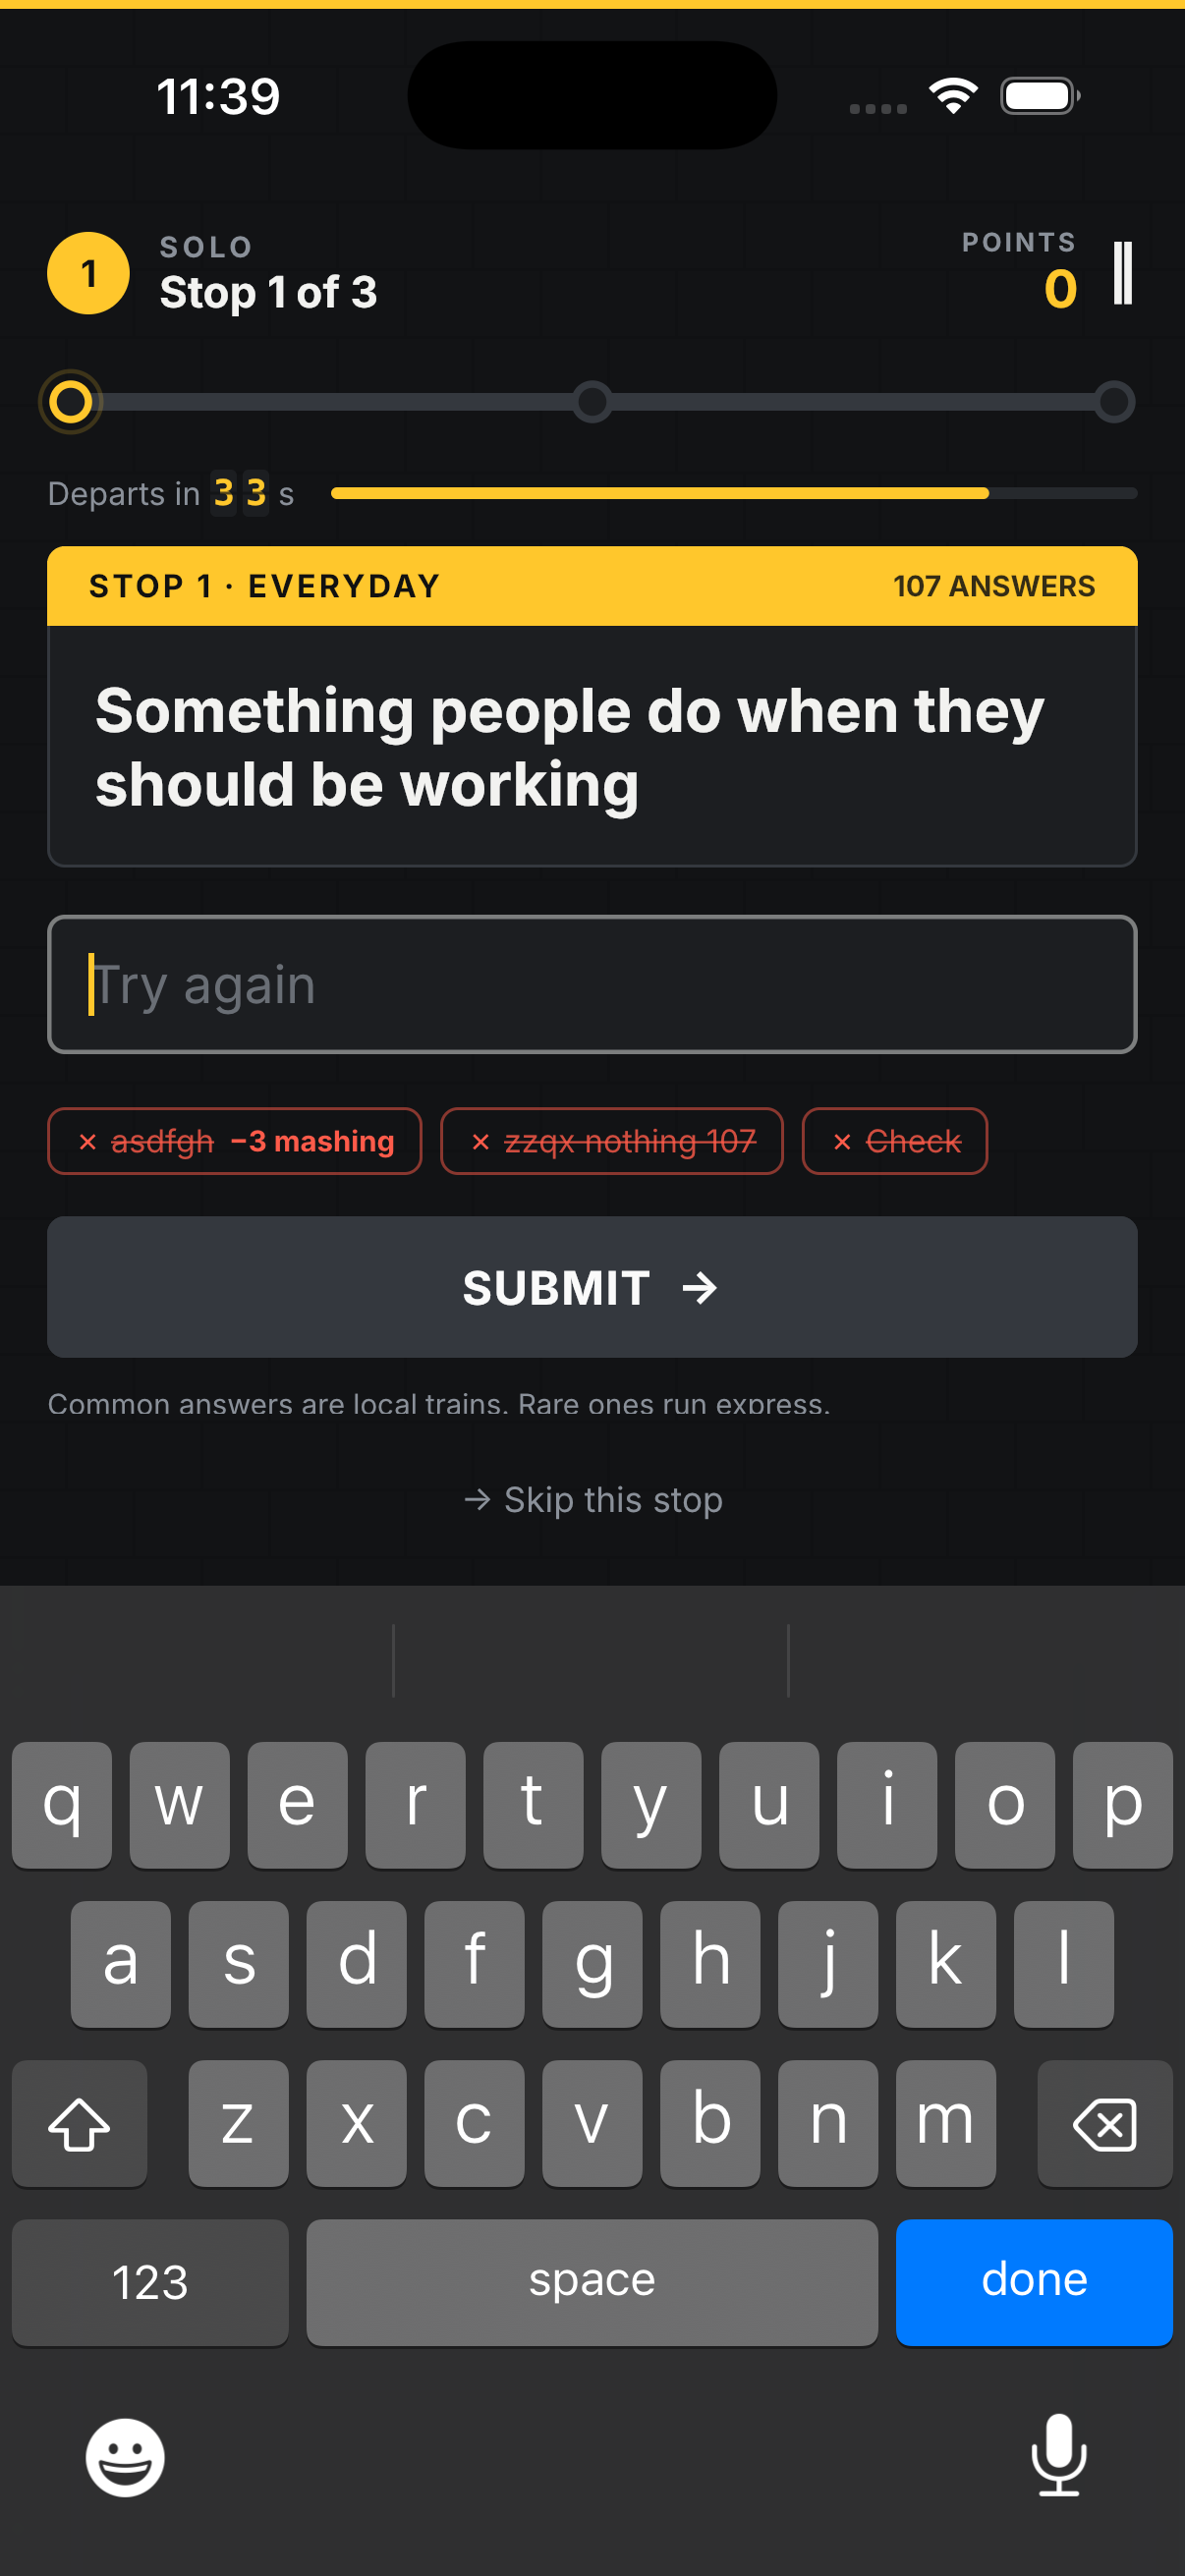 11:39
1
SOLO
Stop 1 of 3
POINTS
0
Departs in 33 s
STOP 1 · EVERYDAY
107 ANSWERS
Something people do when they
should be working
Try again
× asdfgh −3 mashing
× zzqx nothing 107
× Check
SUBMIT →
Common answers are local trains. Rare ones run express.
→ Skip this stop
q w e r t y u i o p
a s d f g h j k l
z x c v b n m
123 space done